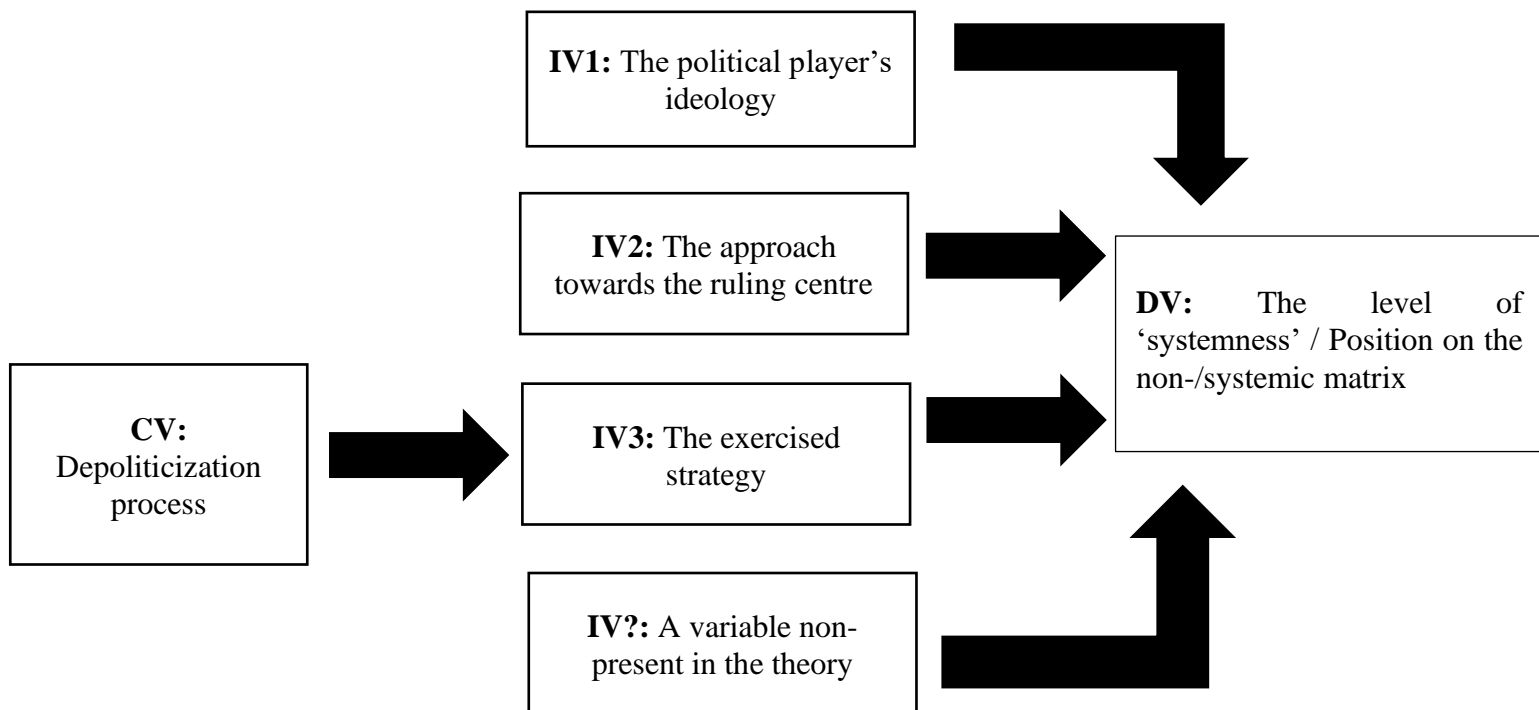 IV1: The political player’s
ideology
IV2: The approach
towards the ruling centre
DV: The level of
‘systemness’ / Position on the
non-/systemic matrix
CV:
Depoliticization
process
IV3: The exercised
strategy
IV?: A variable non-
present in the theory